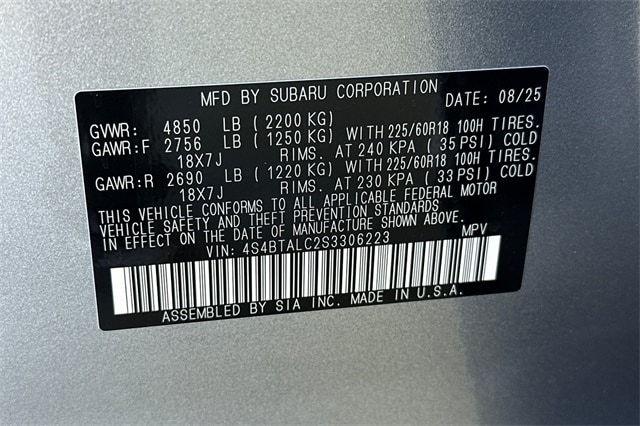 MFD BY SUBARU CORPORATION DATE: 08/25
GVWR: 4850 LB (2200 KG)
GAWR:F 2756 LB (1250 KG) WITH 225/60R18 100H TIRES.
18X7J RIMS. AT 240 KPA (35 PSI) COLD
GAWR:R 2690 LB (1220 KG) WITH 225/60R18 100H TIRES.
18X7J RIMS. AT 230 KPA (33 PSI) COLD
THIS VEHICLE CONFORMS TO ALL APPLICABLE FEDERAL MOTOR
VEHICLE SAFETY AND THEFT PREVENTION STANDARDS
IN EFFECT ON THE DATE OF MANUFACTURE SHOWN ABOVE.
VIN: 4S4BTALC2S3306223 MPV
ASSEMBLED BY SIA INC. MADE IN U.S.A.